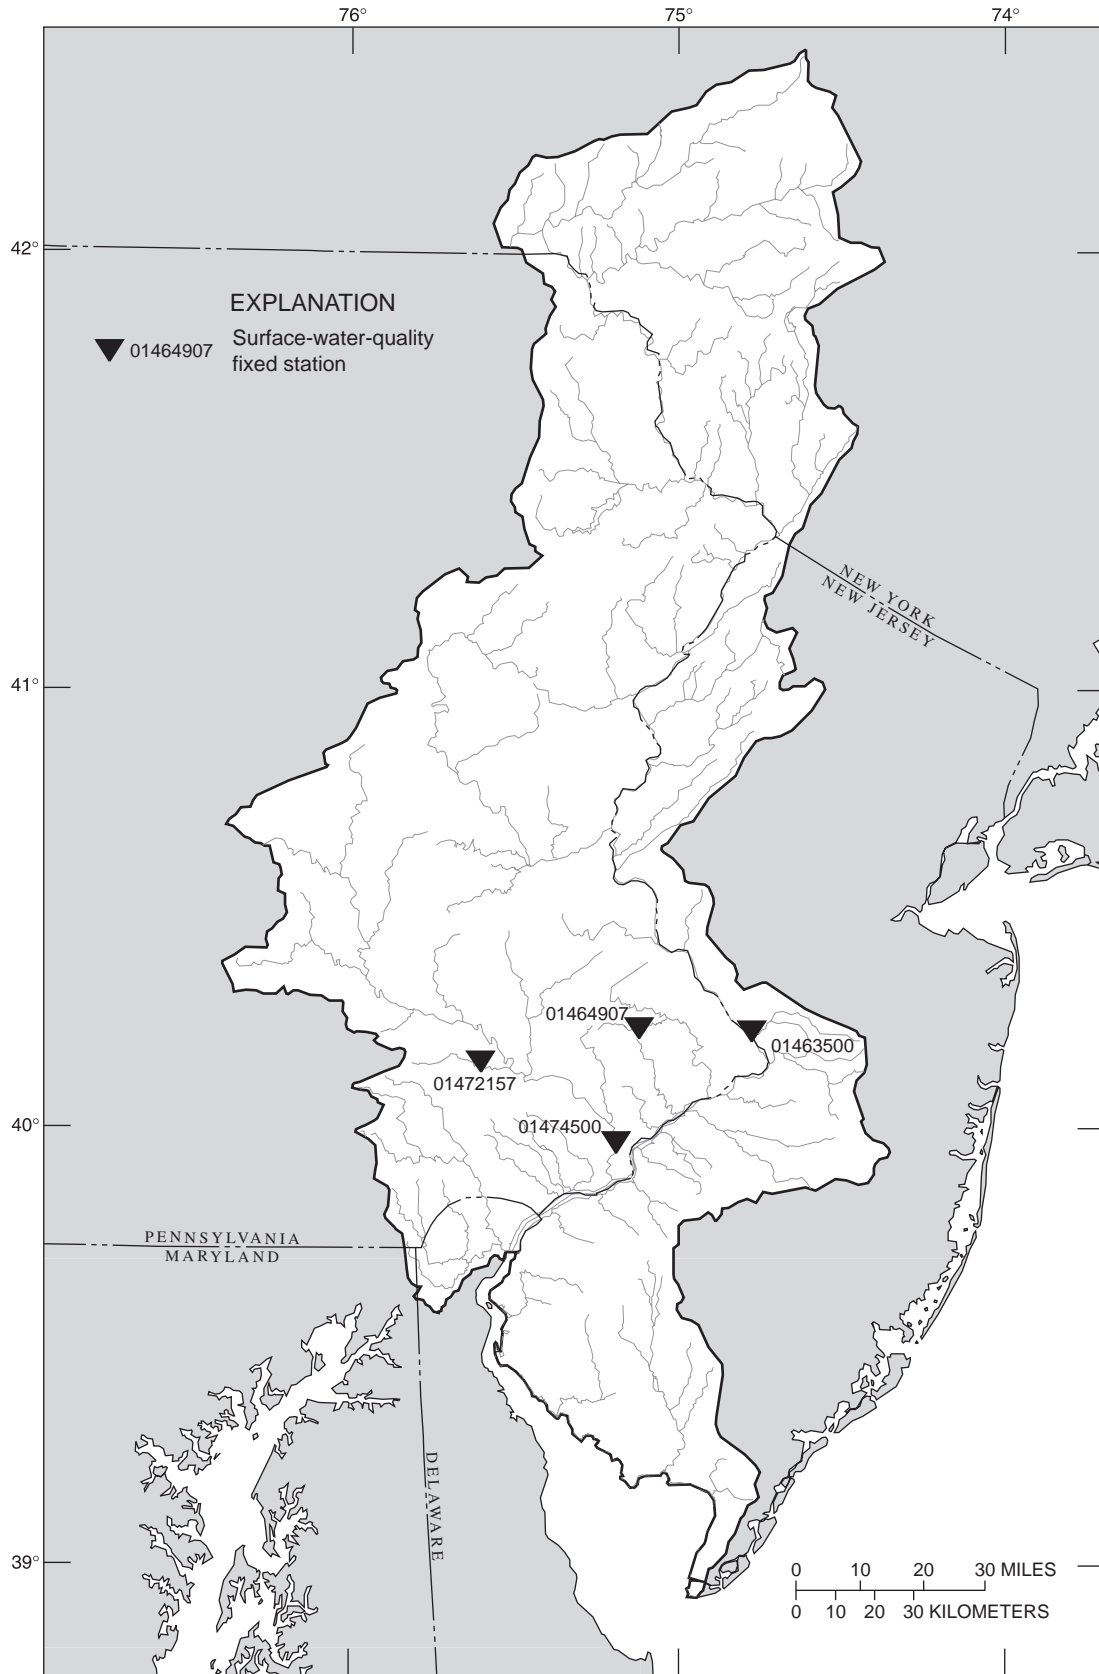 76°
75°
74°
42°
EXPLANATION
01464907
Surface-water-quality
fixed station
NEW YORK
NEW JERSEY
41°
01464907
01463500
01472157
01474500
40°
PENNSYLVANIA
MARYLAND
DELAWARE
39°
0 10 20 30 MILES
0 10 20 30 KILOMETERS